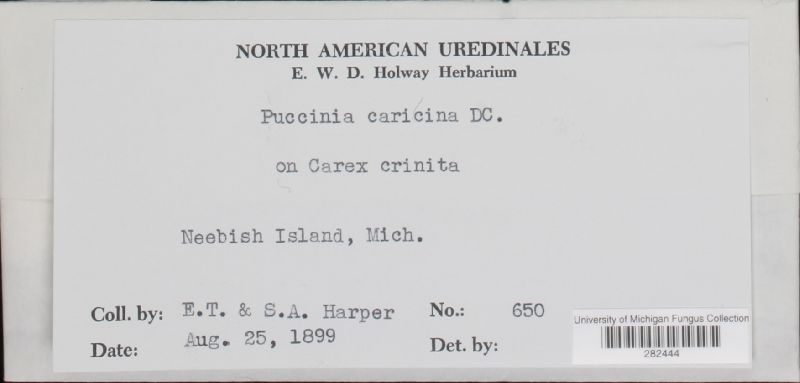 NORTH AMERICAN UREDINALES
E. W. D. Holway Herbarium
Puccinia caricina DC.
on Carex crinita
Neebish Island, Mich.
Coll. by: E.T. & S.A. Harper No.: 650
Date: Aug. 25, 1899 Det. by:
University of Michigan Fungus Collection
282444